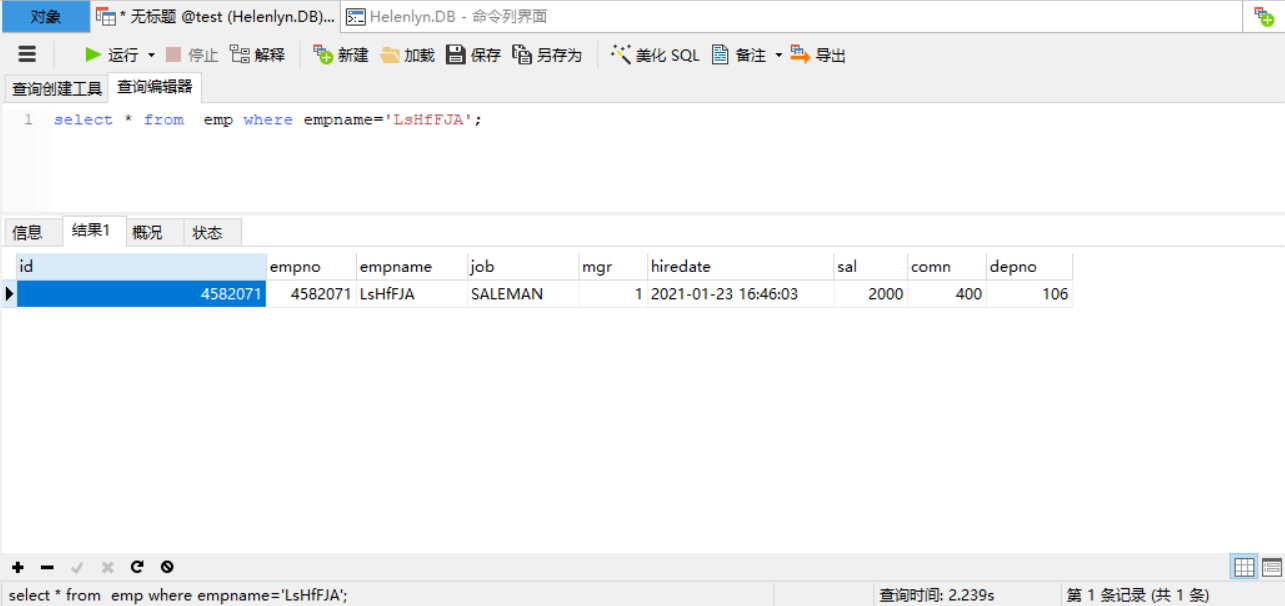 对象 * 无标题 @test (Helenlyn.DB)... Helenlyn.DB - 命令列界面
运行 停止 解释 新建 加载 保存 另存为 美化 SQL 备注 导出
查询创建工具 查询编辑器
1 select * from  emp where empname='LsHfFJA';
信息 结果1 概况 状态
id empno empname job mgr hiredate sal comn depno
4582071 4582071 LsHfFJA SALEMAN 1 2021-01-23 16:46:03 2000 400 106
select * from  emp where empname='LsHfFJA'; 查询时间: 2.239s 第 1 条记录 (共 1 条)